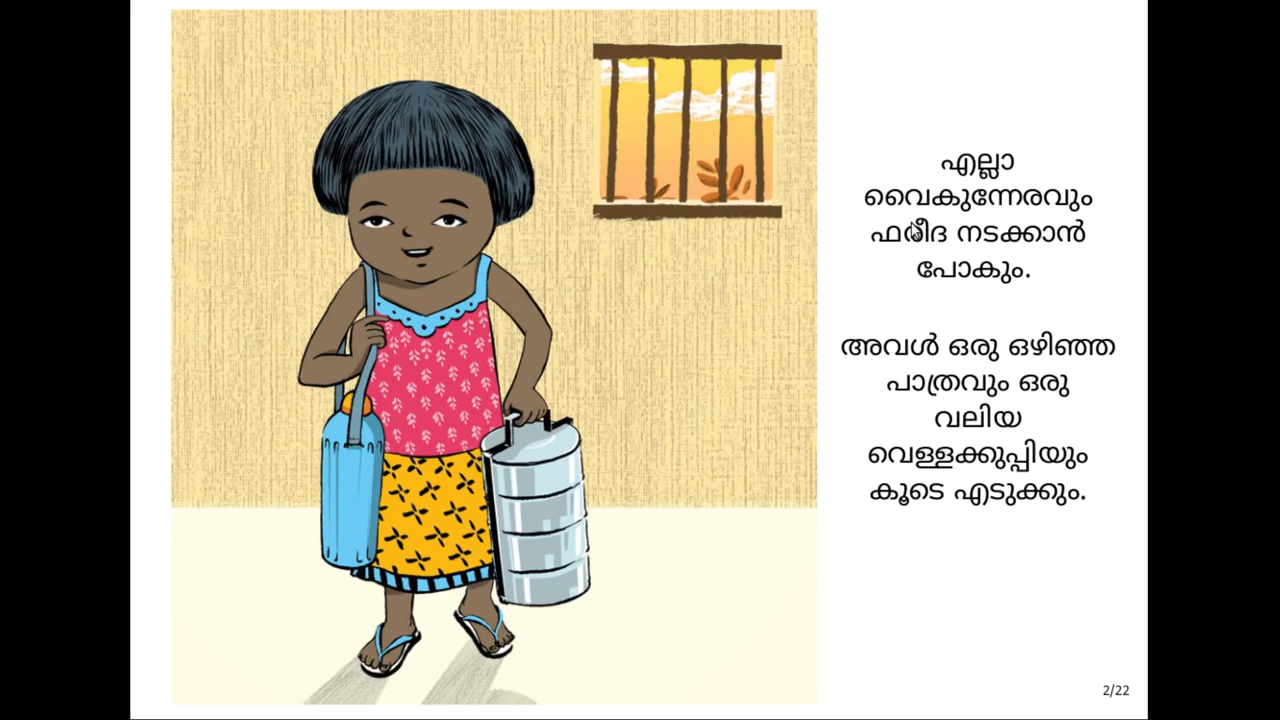 എല്ലാ
വൈകുന്നേരവും
ഫരീദ നടക്കാൻ
പോകും.
അവൾ ഒരു ഒഴിഞ്ഞ
പാത്രവും ഒരു
വലിയ
വെള്ളക്കുപ്പിയും
കൂടെ എടുക്കും.
2/22